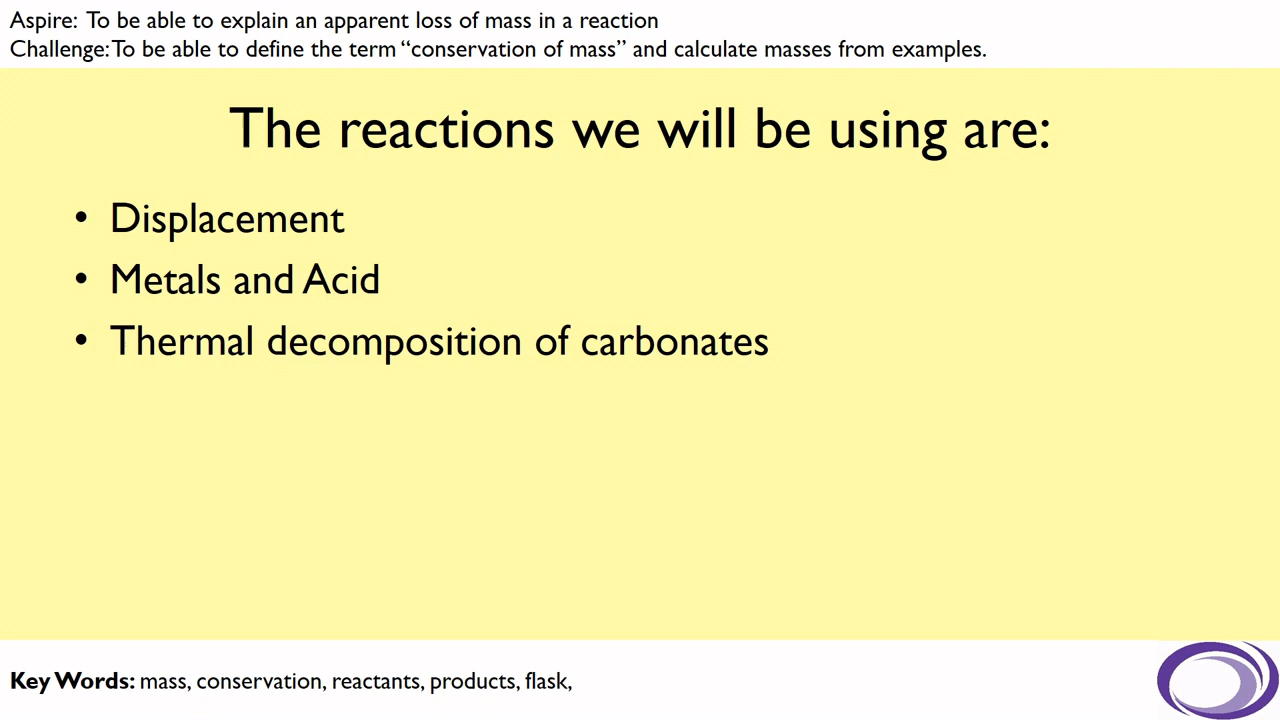 Aspire: To be able to explain an apparent loss of mass in a reaction
Challenge: To be able to define the term “conservation of mass” and calculate masses from examples.
The reactions we will be using are:
• Displacement
• Metals and Acid
• Thermal decomposition of carbonates
Key Words: mass, conservation, reactants, products, flask,